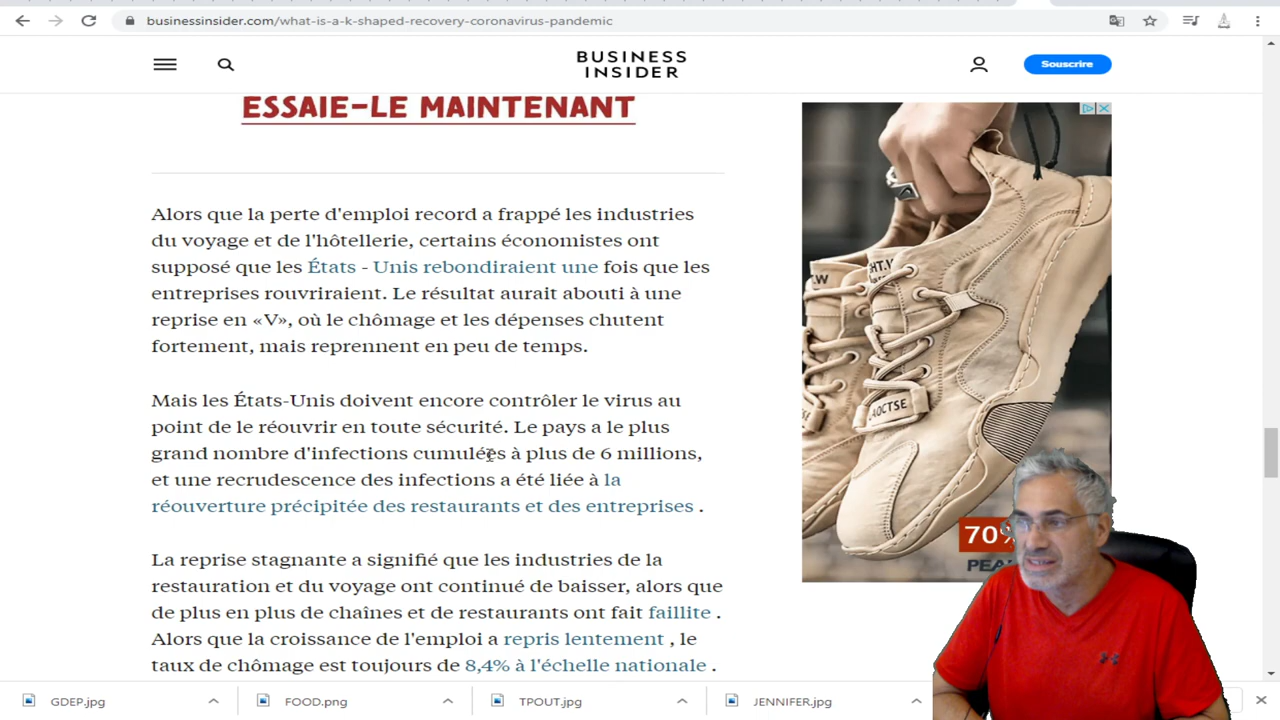 businessinsider.com/what-is-a-k-shaped-recovery-coronavirus-pandemic
BUSINESS
INSIDER
Souscrire
ESSAIE-LE MAINTENANT
Alors que la perte d'emploi record a frappé les industries
du voyage et de l'hôtellerie, certains économistes ont
supposé que les États - Unis rebondiraient une fois que les
entreprises rouvriraient. Le résultat aurait abouti à une
reprise en «V», où le chômage et les dépenses chutent
fortement, mais reprennent en peu de temps.
Mais les États-Unis doivent encore contrôler le virus au
point de le réouvrir en toute sécurité. Le pays a le plus
grand nombre d'infections cumulées à plus de 6 millions,
et une recrudescence des infections a été liée à la
réouverture précipitée des restaurants et des entreprises .
La reprise stagnante a signifié que les industries de la
restauration et du voyage ont continué de baisser, alors que
de plus en plus de chaînes et de restaurants ont fait faillite .
Alors que la croissance de l'emploi a repris lentement , le
taux de chômage est toujours de 8,4% à l'échelle nationale .
70%
GDEP.jpg
FOOD.png
TPOUT.jpg
JENNIFER.jpg